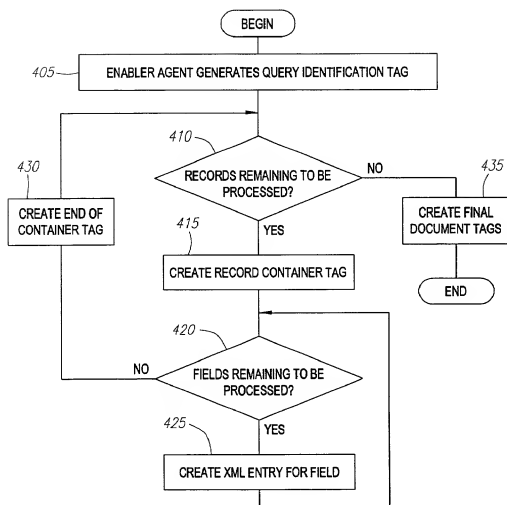 BEGIN
405
ENABLER AGENT GENERATES QUERY IDENTIFICATION TAG
410
RECORDS REMAINING TO BE
PROCESSED?
NO
YES
430
CREATE END OF
CONTAINER TAG
435
CREATE FINAL
DOCUMENT TAGS
END
415
CREATE RECORD CONTAINER TAG
420
FIELDS REMAINING TO BE
PROCESSED?
NO
YES
425
CREATE XML ENTRY FOR FIELD